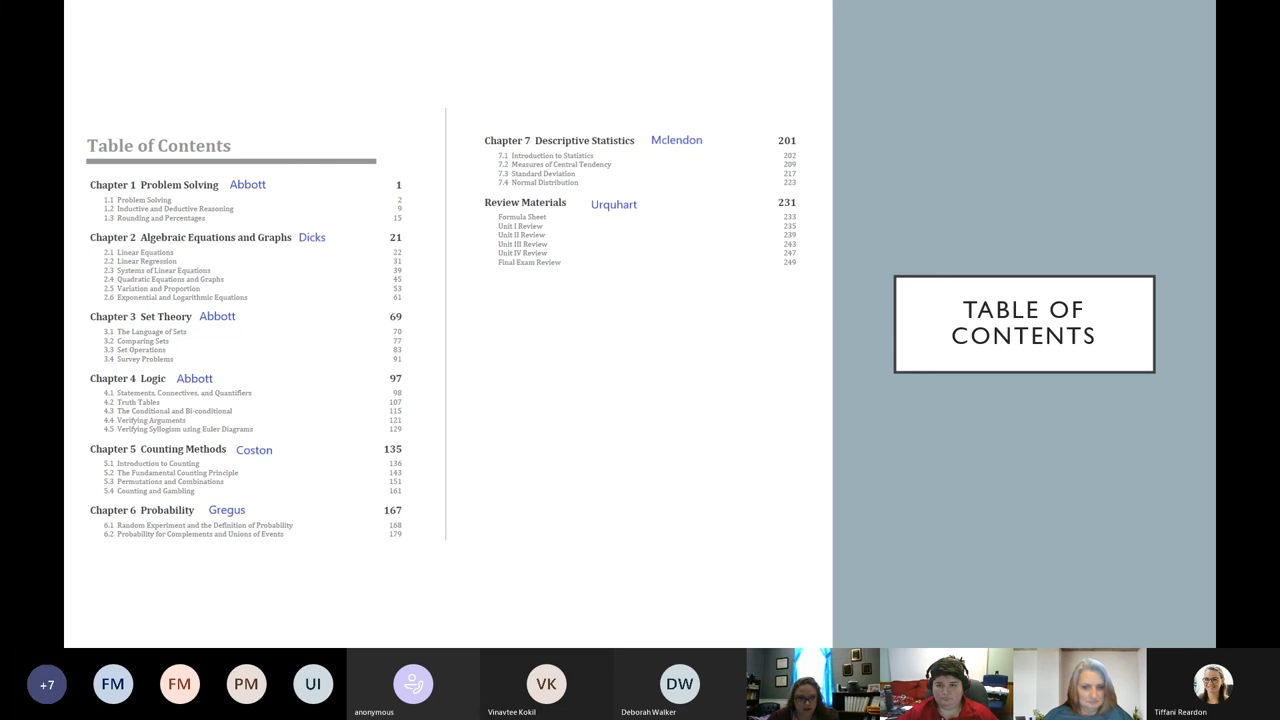 Table of Contents
Chapter 1 Problem Solving Abbott 1
1.1 Problem Solving 2
1.2 Inductive and Deductive Reasoning 9
1.3 Rounding and Percentages 15
Chapter 2 Algebraic Equations and Graphs Dicks 21
2.1 Linear Equations 22
2.2 Linear Regression 31
2.3 Systems of Linear Equations 39
2.4 Quadratic Equations and Graphs 45
2.5 Variation and Proportion 53
2.6 Exponential and Logarithmic Equations 61
Chapter 3 Set Theory Abbott 69
3.1 The Language of Sets 70
3.2 Comparing Sets 77
3.3 Set Operations 83
3.4 Survey Problems 91
Chapter 4 Logic Abbott 97
4.1 Statements, Connectives, and Quantifiers 98
4.2 Truth Tables 107
4.3 The Conditional and Bi-conditional 115
4.4 Verifying Arguments 121
4.5 Verifying Syllogism using Euler Diagrams 129
Chapter 5 Counting Methods Coston 135
5.1 Introduction to Counting 136
5.2 The Fundamental Counting Principle 143
5.3 Permutations and Combinations 151
5.4 Counting and Gambling 161
Chapter 6 Probability Gregus 167
6.1 Random Experiment and the Definition of Probability 168
6.2 Probability for Complements and Unions of Events 179
Chapter 7 Descriptive Statistics Mclendon 201
7.1 Introduction to Statistics 202
7.2 Measures of Central Tendency 209
7.3 Standard Deviation 217
7.4 Normal Distribution 223
Review Materials Urquhart 231
Formula Sheet 233
Unit I Review 235
Unit II Review 239
Unit III Review 243
Unit IV Review 247
Final Exam Review 249
TABLE OF
CONTENTS
+7 FM FM PM UI VK DW
anonymous Vinavtee Kokil Deborah Walker Tiffani Reardon